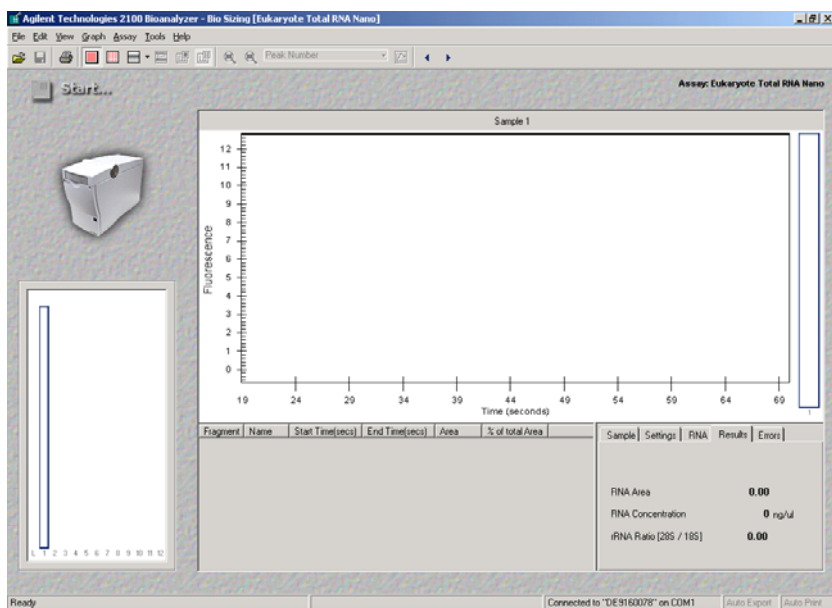 Agilent Technologies 2100 Bioanalyzer - Bio Sizing [Eukaryote Total RNA Nano]
File Edit View Graph Assay Tools Help
Peak Number
Start...
Assay: Eukaryote Total RNA Nano
Sample 1
12
11
10
9
8
7
6
5
4
3
2
1
0
Fluorescence
19 24 29 34 39 44 49 54 59 64 69
Time (seconds)
1
L 1 2 3 4 5 6 7 8 9 10 11 12
Fragment Name Start Time(secs) End Time(secs) Area % of total Area
Sample Settings RNA Results Errors
RNA Area 0.00
RNA Concentration 0 ng/ul
rRNA Ratio [28S / 18S] 0.00
Ready Connected to "DE9160078" on COM1 Auto Export Auto Print